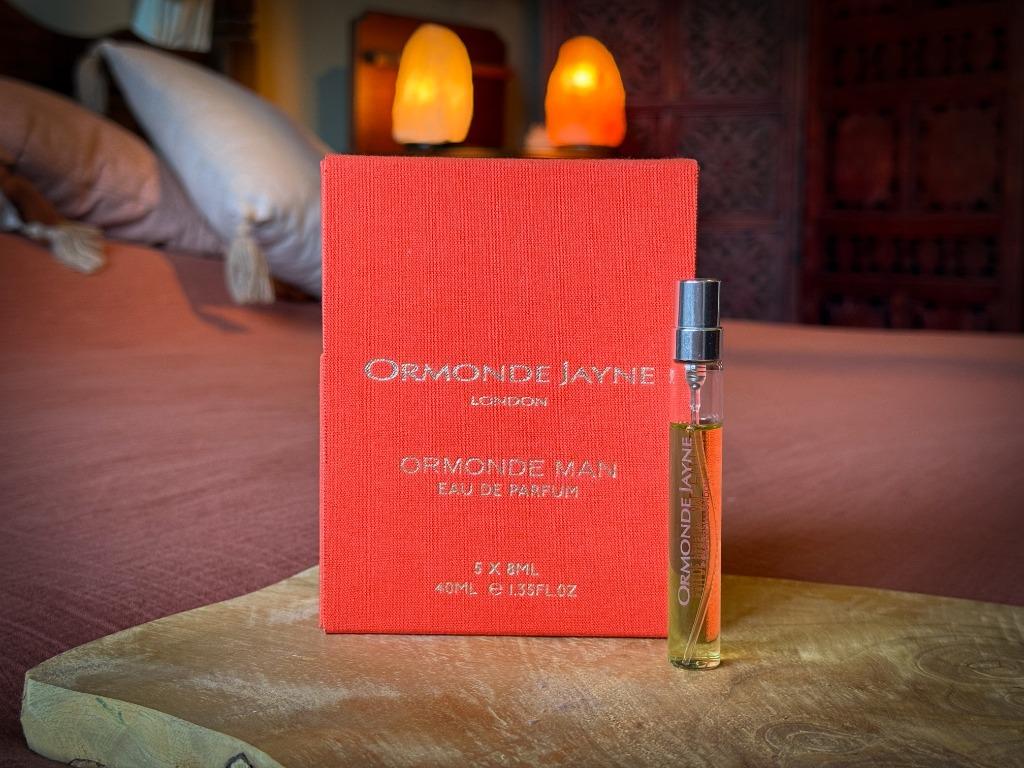 ORMONDE JAYNE
LONDON
ORMONDE MAN
EAU DE PARFUM
5 X 8ML
40ML ℮ 1.35FL.OZ
ORMONDE JAYNE